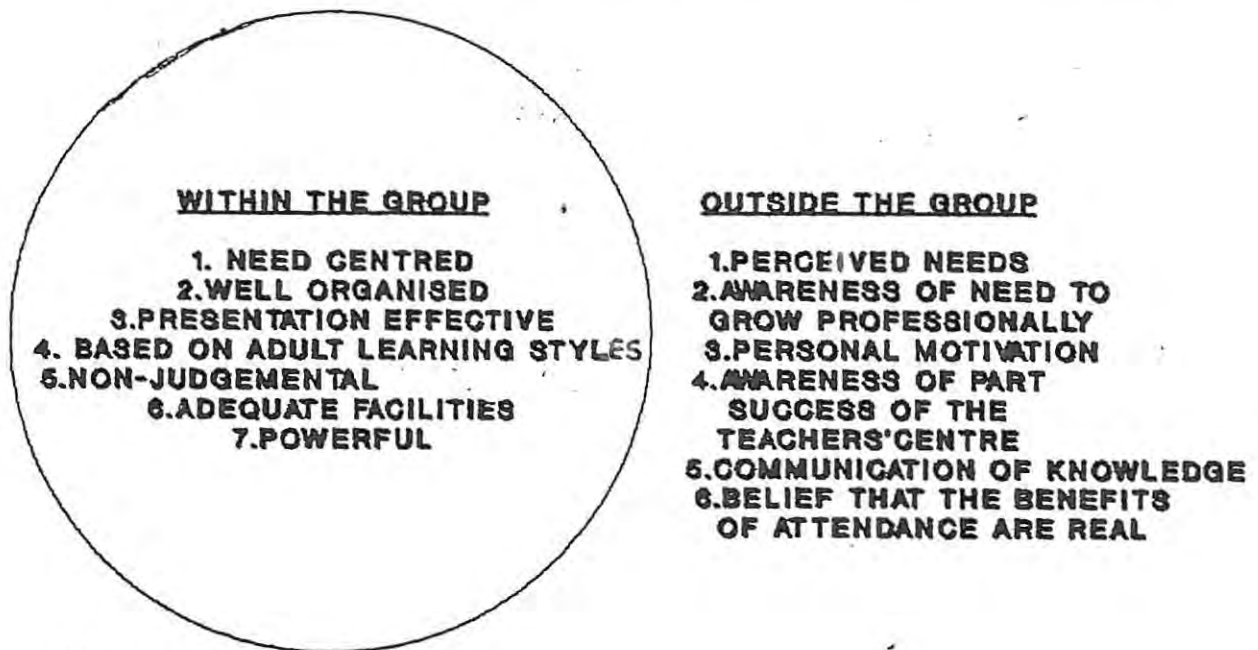 WITHIN THE GROUP
1. NEED CENTRED
2.WELL ORGANISED
3.PRESENTATION EFFECTIVE
4. BASED ON ADULT LEARNING STYLES
5.NON-JUDGEMENTAL
6.ADEQUATE FACILITIES
7.POWERFUL
OUTSIDE THE GROUP
1.PERCEIVED NEEDS
2.AWARENESS OF NEED TO
GROW PROFESSIONALLY
3.PERSONAL MOTIVATION
4.AWARENESS OF PART
SUCCESS OF THE
TEACHERS'CENTRE
5.COMMUNICATION OF KNOWLEDGE
6.BELIEF THAT THE BENEFITS
OF ATTENDANCE ARE REAL